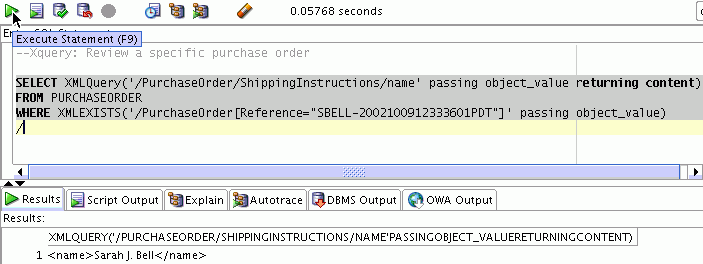 0.05768 seconds
Execute Statement (F9)
--Xquery: Review a specific purchase order
SELECT XMLQuery('/PurchaseOrder/ShippingInstructions/name' passing object_value returning content)
FROM PURCHASEORDER
WHERE XMLEXISTS('/PurchaseOrder[Reference="SBELL-2002100912333601PDT"]' passing object_value)
/
Results Script Output Explain Autotrace DBMS Output OWA Output
Results:
XMLQUERY('/PURCHASEORDER/SHIPPINGINSTRUCTIONS/NAME'PASSINGOBJECT_VALUERETURNINGCONTENT)
1 <name>Sarah J. Bell</name>